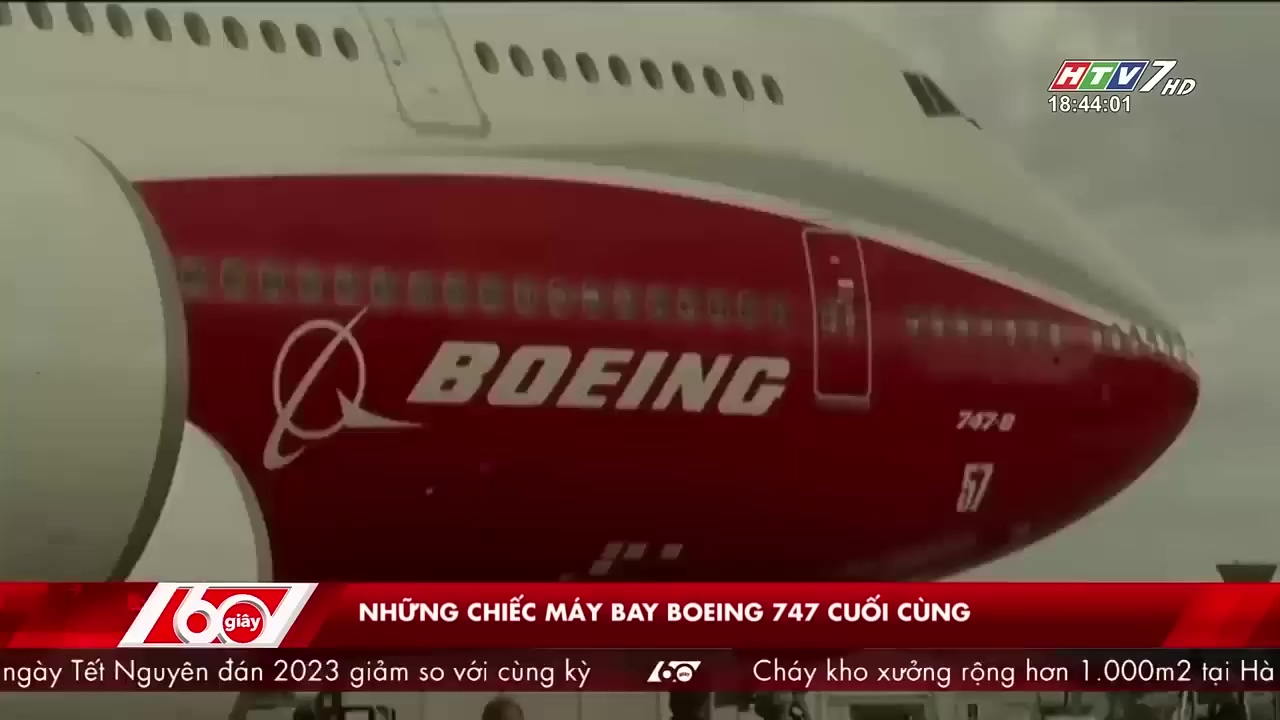 HTV7 HD
18:44:01
BOEING
747-8
57
60 giây
NHỮNG CHIẾC MÁY BAY BOEING 747 CUỐI CÙNG
ngày Tết Nguyên đán 2023 giảm so với cùng kỳ 60 giây Cháy kho xưởng rộng hơn 1.000m2 tại Hà